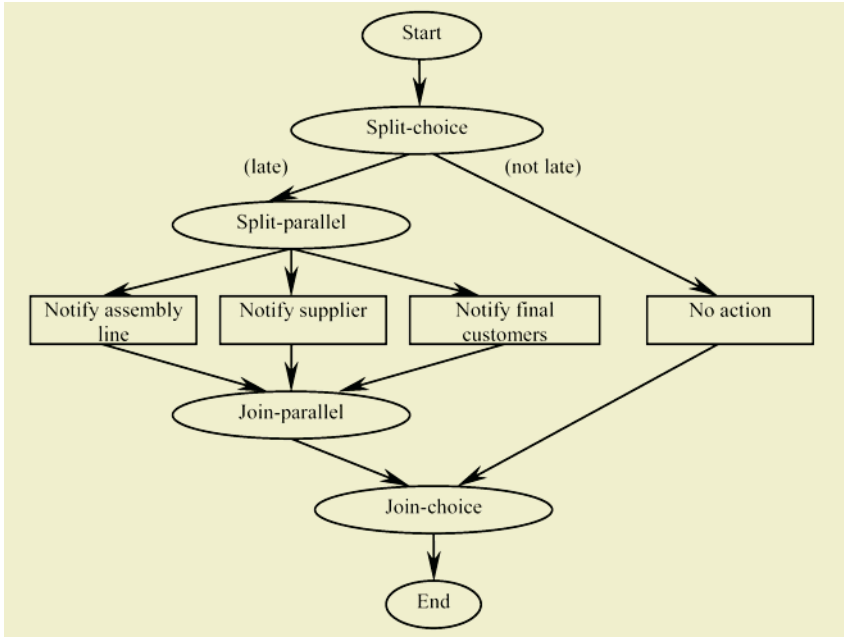 Start
Split-choice
(late)
(not late)
Split-parallel
Notify assembly
line
Notify supplier
Notify final
customers
No action
Join-parallel
Join-choice
End